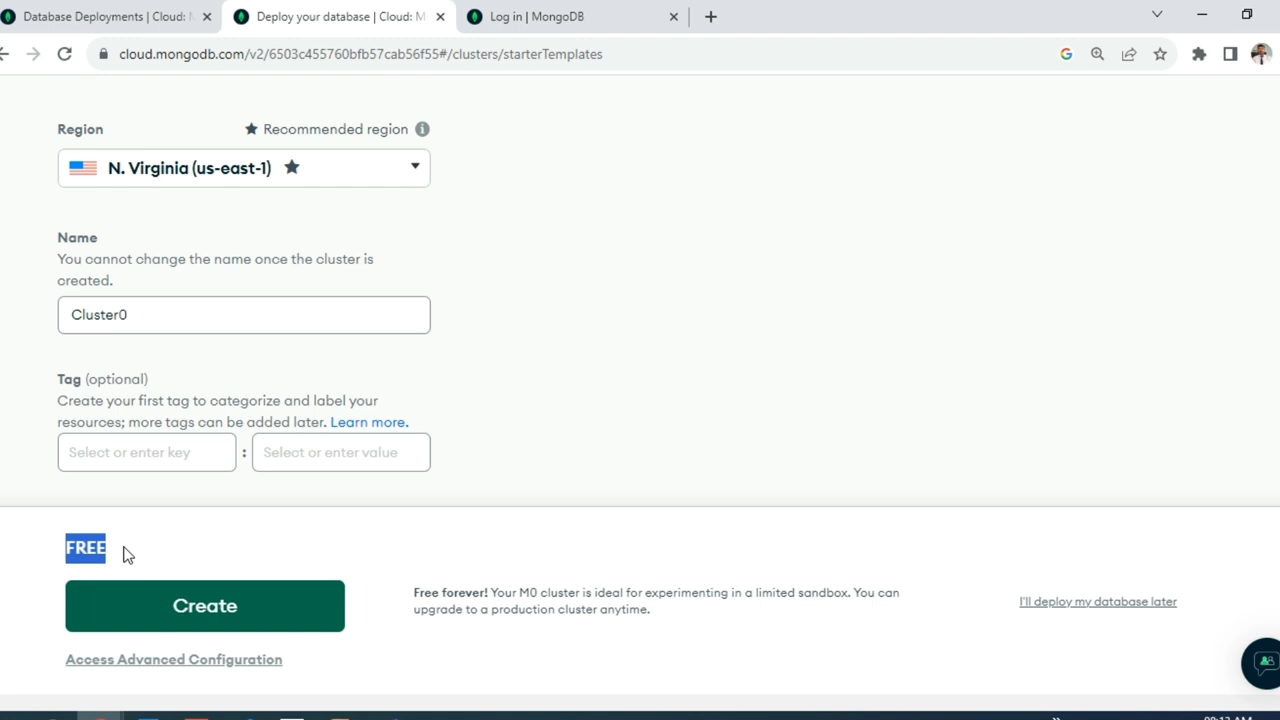 Database Deployments | Cloud:
Deploy your database | Cloud: M
Log in | MongoDB
cloud.mongodb.com/v2/6503c455760bfb57cab56f55#/clusters/starterTemplates
Region
Recommended region
N. Virginia (us-east-1)
Name
You cannot change the name once the cluster is
created.
Cluster0
Tag (optional)
Create your first tag to categorize and label your
resources; more tags can be added later. Learn more.
Select or enter key : Select or enter value
FREE
Create
Free forever! Your M0 cluster is ideal for experimenting in a limited sandbox. You can
upgrade to a production cluster anytime.
I'll deploy my database later
Access Advanced Configuration